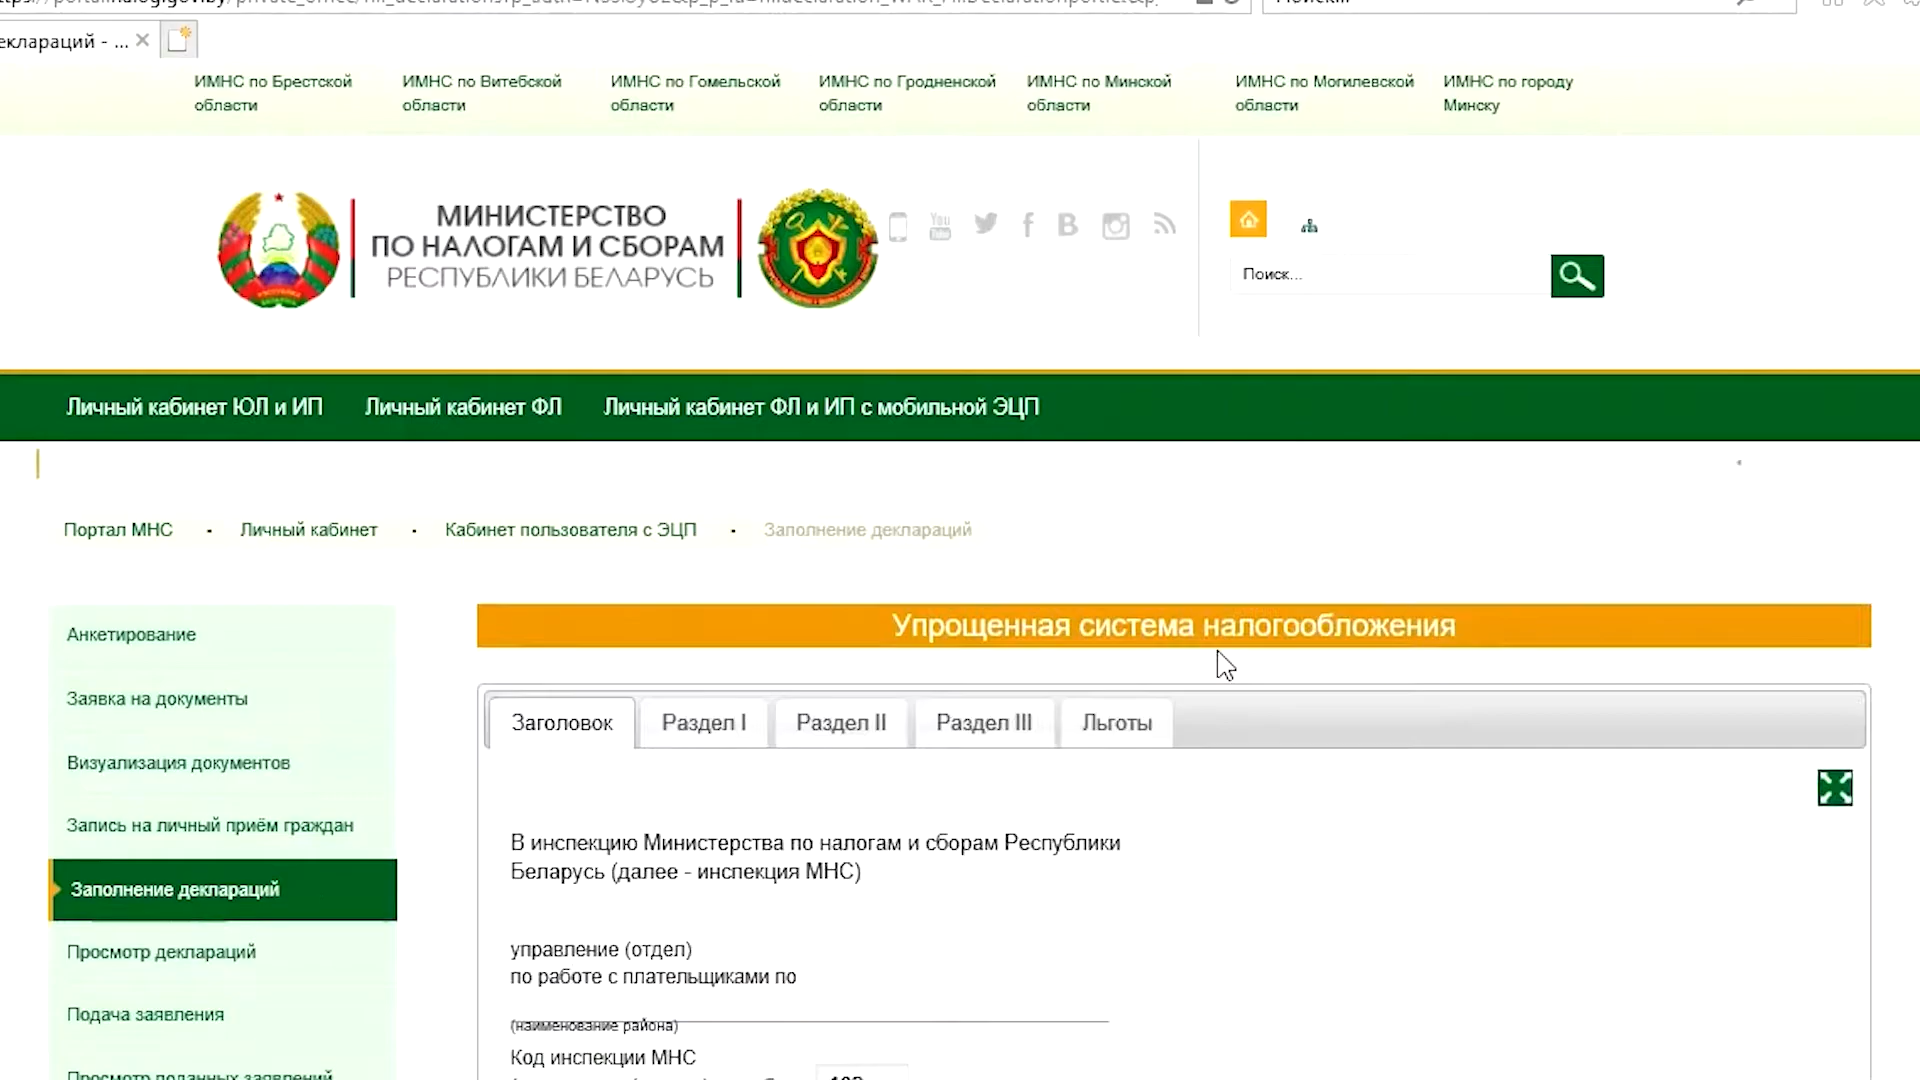 еклараций - ...
ИМНС по Брестской области
ИМНС по Витебской области
ИМНС по Гомельской области
ИМНС по Гродненской области
ИМНС по Минской области
ИМНС по Могилевской области
ИМНС по городу Минску
МИНИСТЕРСТВО
ПО НАЛОГАМ И СБОРАМ
РЕСПУБЛИКИ БЕЛАРУСЬ
You
Tube
Поиск...
Личный кабинет ЮЛ и ИП
Личный кабинет ФЛ
Личный кабинет ФЛ и ИП с мобильной ЭЦП
Портал МНС • Личный кабинет • Кабинет пользователя с ЭЦП • Заполнение деклараций
Анкетирование
Заявка на документы
Визуализация документов
Запись на личный приём граждан
Заполнение деклараций
Просмотр деклараций
Подача заявления
Просмотр поданных заявлений
Упрощенная система налогообложения
Заголовок
Раздел I
Раздел II
Раздел III
Льготы
В инспекцию Министерства по налогам и сборам Республики
Беларусь (далее - инспекция МНС)
управление (отдел)
по работе с плательщиками по
(наименование района)
Код инспекции МНС